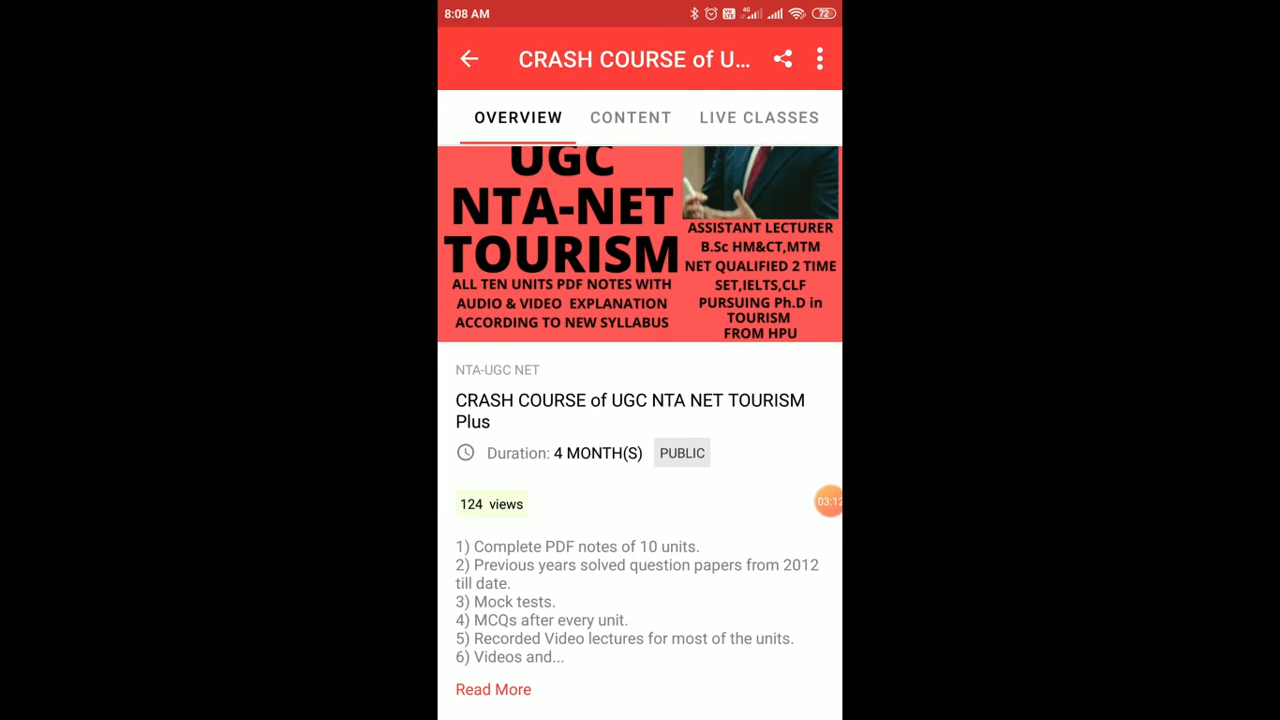 8:08 AM
4G
72
CRASH COURSE of U...
OVERVIEW
CONTENT
LIVE CLASSES
UGC
NTA-NET
TOURISM
ALL TEN UNITS PDF NOTES WITH
AUDIO & VIDEO EXPLANATION
ACCORDING TO NEW SYLLABUS
ASSISTANT LECTURER
B.Sc HM&CT,MTM
NET QUALIFIED 2 TIME
SET,IELTS,CLF
PURSUING Ph.D in
TOURISM
FROM HPU
NTA-UGC NET
CRASH COURSE of UGC NTA NET TOURISM
Plus
Duration: 4 MONTH(S) PUBLIC
124 views
03:12
1) Complete PDF notes of 10 units.
2) Previous years solved question papers from 2012
till date.
3) Mock tests.
4) MCQs after every unit.
5) Recorded Video lectures for most of the units.
6) Videos and...
Read More